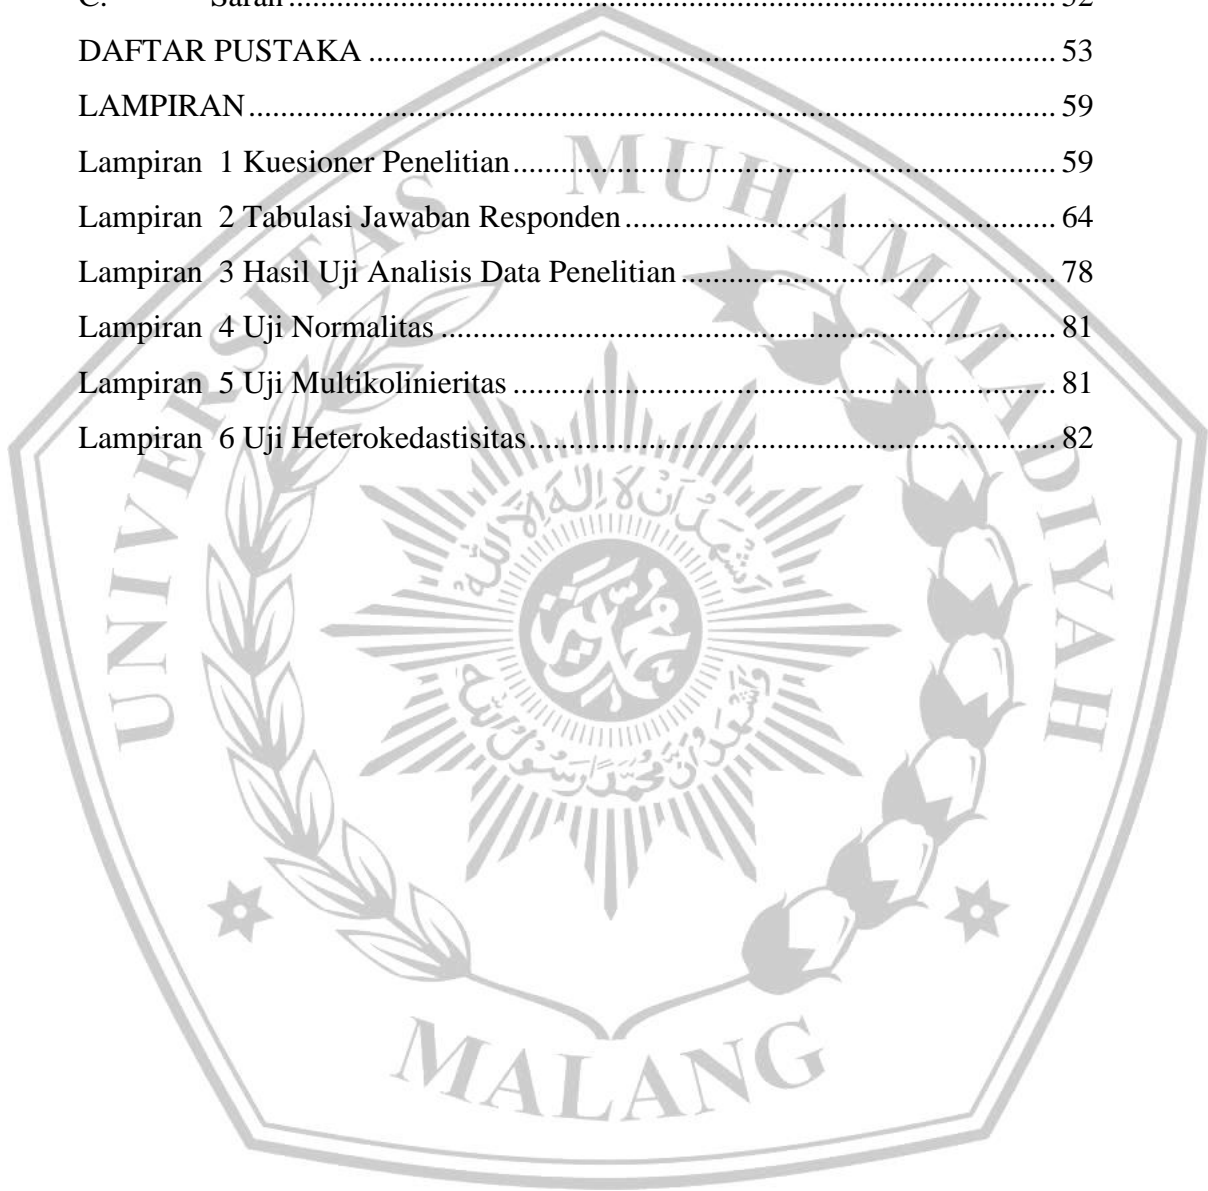 C. Saran ................................................................................................ 52
DAFTAR PUSTAKA ...................................................................................... 53
LAMPIRAN ..................................................................................................... 59
Lampiran 1 Kuesioner Penelitian .................................................................... 59
Lampiran 2 Tabulasi Jawaban Responden ...................................................... 64
Lampiran 3 Hasil Uji Analisis Data Penelitian ............................................... 78
Lampiran 4 Uji Normalitas ............................................................................. 81
Lampiran 5 Uji Multikolinieritas .................................................................... 81
Lampiran 6 Uji Heterokedastisitas .................................................................. 82
UNIVERSITAS MUHAMMADIYAH
MALANG